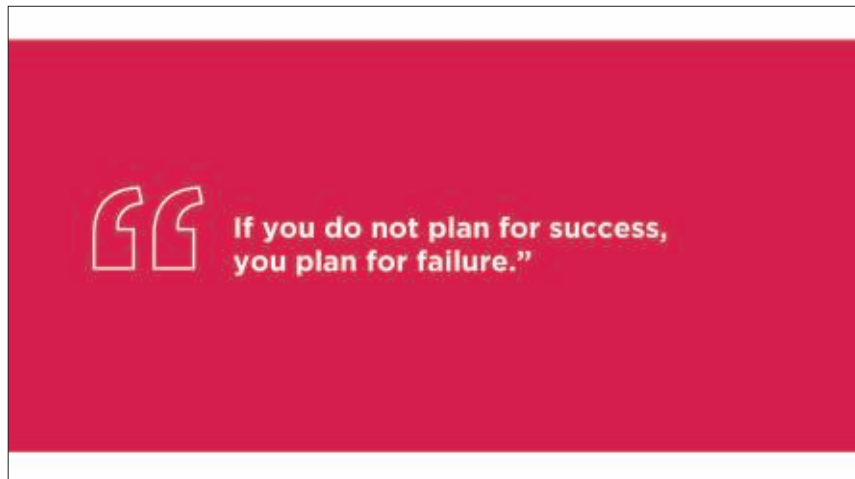 “If you do not plan for success,
you plan for failure.”